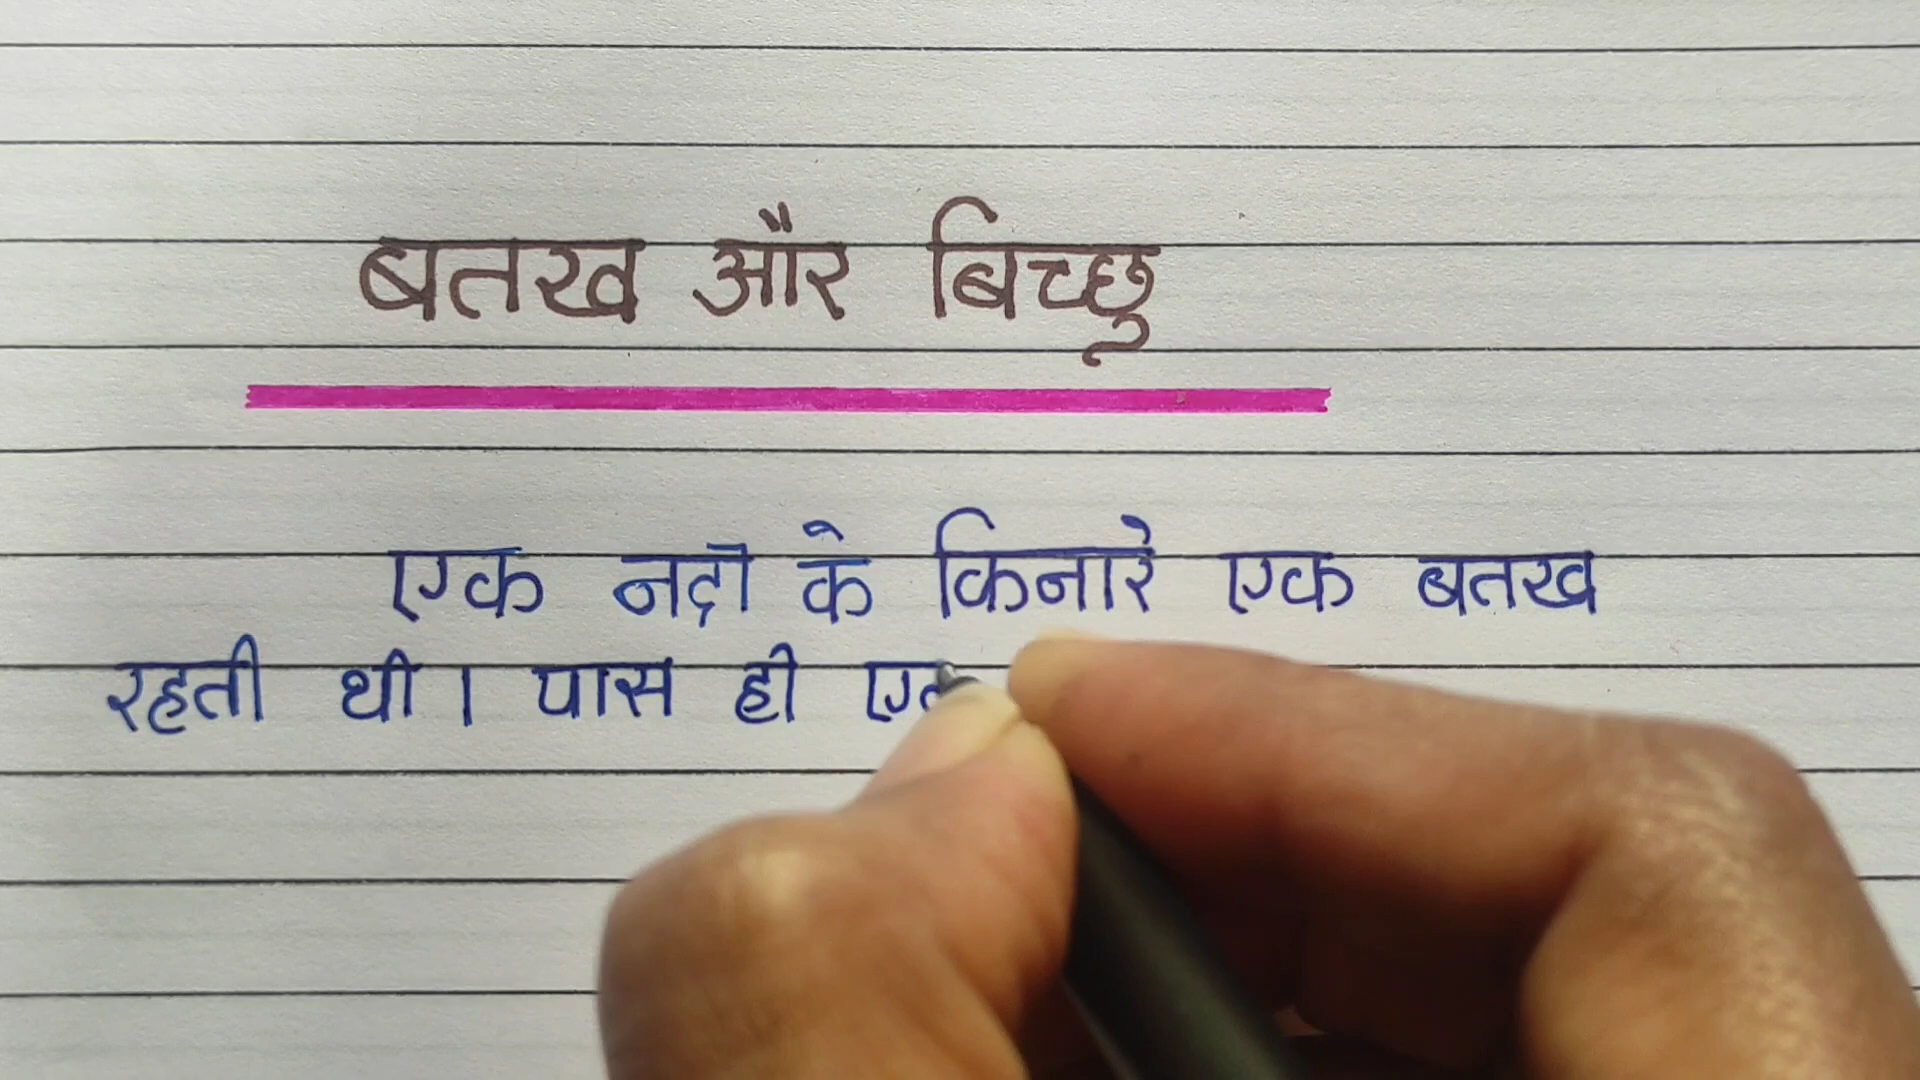 बतख और बिच्छु
एक नदी के किनारे एक बतख
रहती थी। पास ही